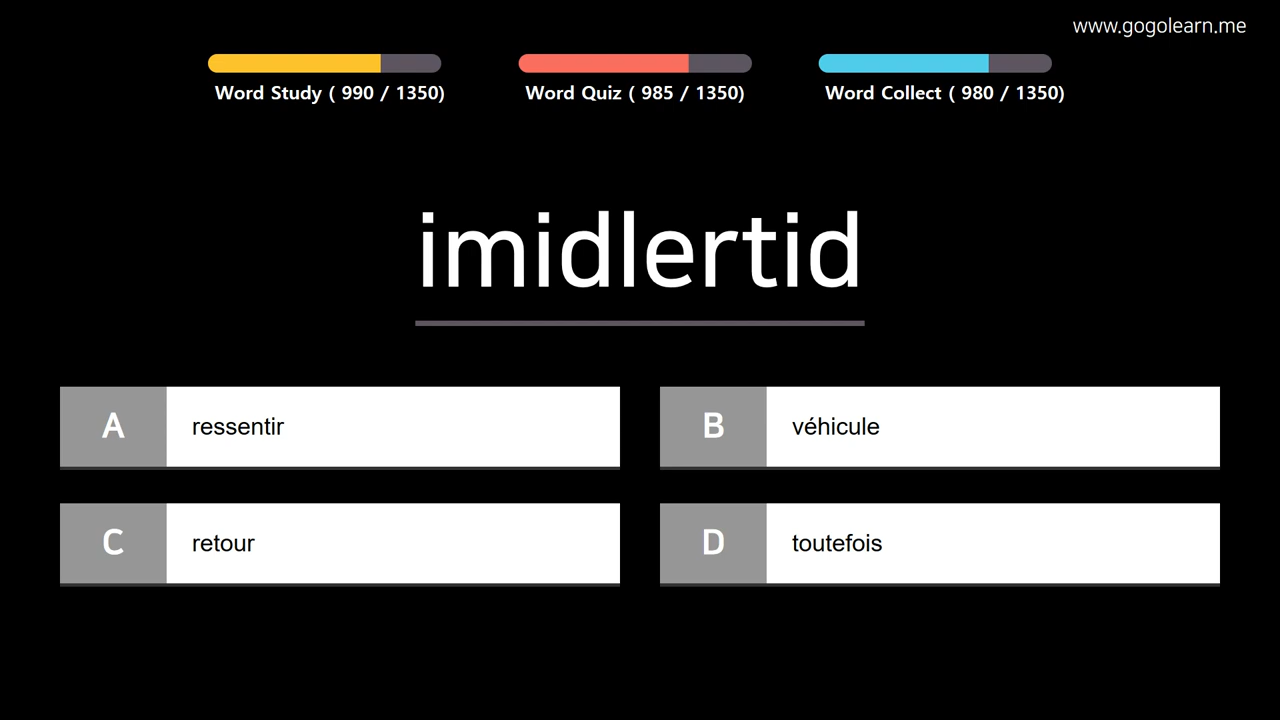 www.gogolearn.me
Word Study ( 990 / 1350)
Word Quiz ( 985 / 1350)
Word Collect ( 980 / 1350)
imidlertid
A ressentir
B véhicule
C retour
D toutefois